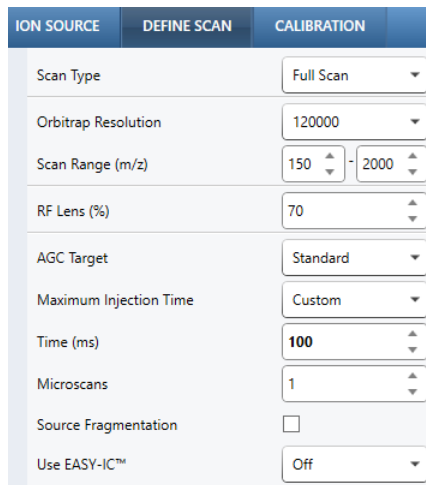 ION SOURCE DEFINE SCAN CALIBRATION
Scan Type Full Scan
Orbitrap Resolution 120000
Scan Range (m/z) 150 - 2000
RF Lens (%) 70
AGC Target Standard
Maximum Injection Time Custom
Time (ms) 100
Microscans 1
Source Fragmentation
Use EASY-IC™ Off